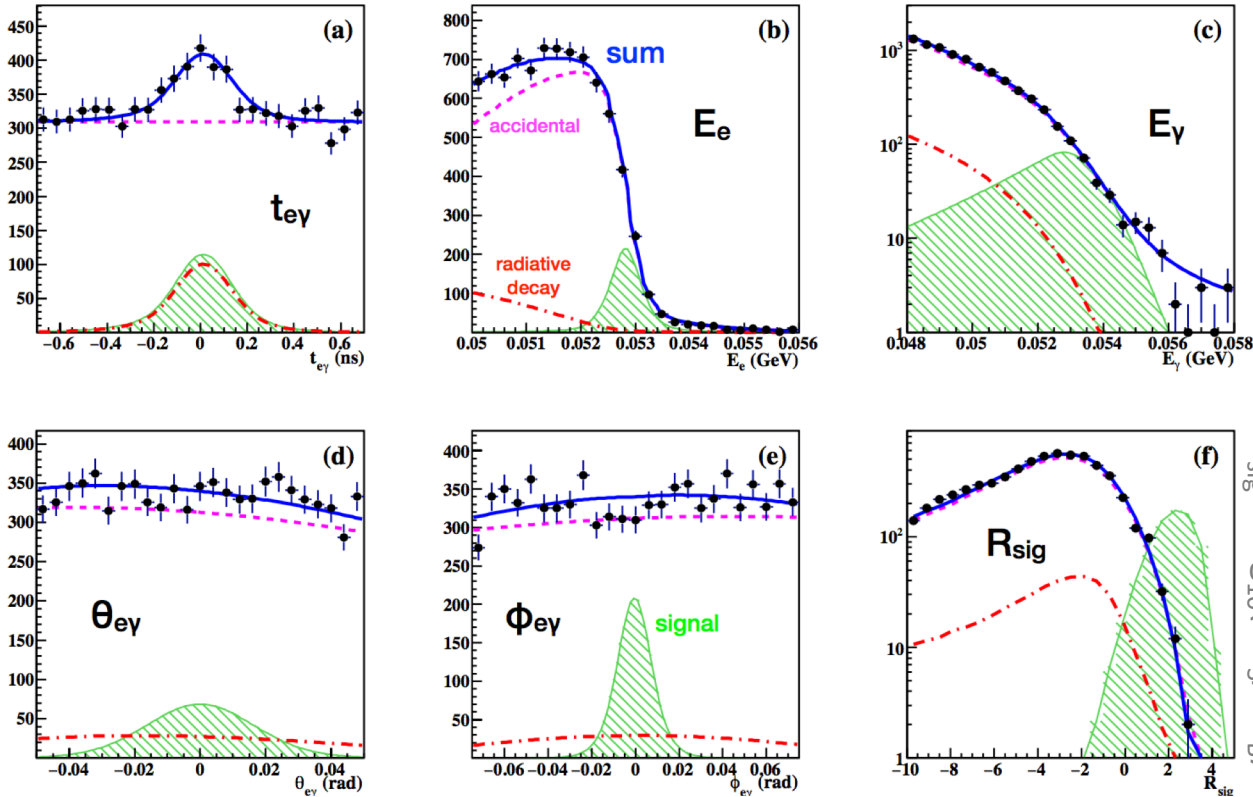 (a)
450
400
350
300
250
200
150
100
50
teγ
−0.6 −0.4 −0.2 0 0.2 0.4 0.6
teγ (ns)
(b)
900
800
700
600
500
400
300
200
100
sum
accidental
Ee
radiative
decay
0.05 0.051 0.052 0.053 0.054 0.055 0.056
Ee (GeV)
(c)
10³
10²
10
1
Eγ
0.048 0.05 0.052 0.054 0.056 0.058
Eγ (GeV)
(d)
400
350
300
250
200
150
100
50
θeγ
−0.04 −0.02 0 0.02 0.04
θeγ (rad)
(e)
400
350
300
250
200
150
100
50
ϕeγ
signal
−0.06 −0.04 −0.02 0 0.02 0.04 0.06
ϕeγ (rad)
(f)
10²
10
1
Rsig
−10 −8 −6 −4 −2 0 2 4
Rsig
sig